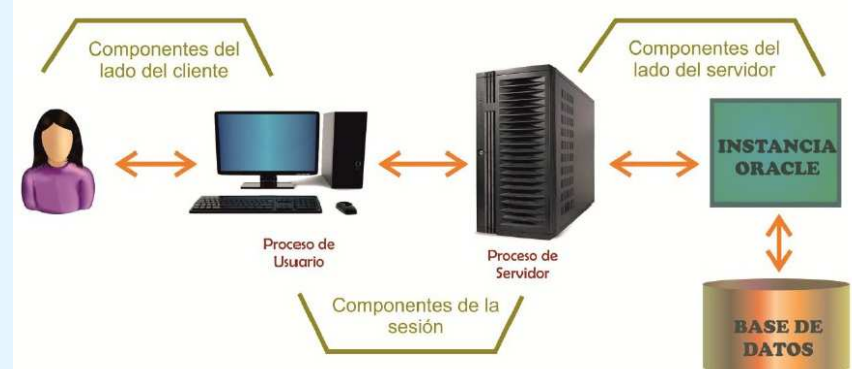 Componentes del
lado del cliente
Componentes del
lado del servidor
INSTANCIA
ORACLE
Proceso de
Usuario
Proceso de
Servidor
Componentes de la
sesión
BASE DE
DATOS